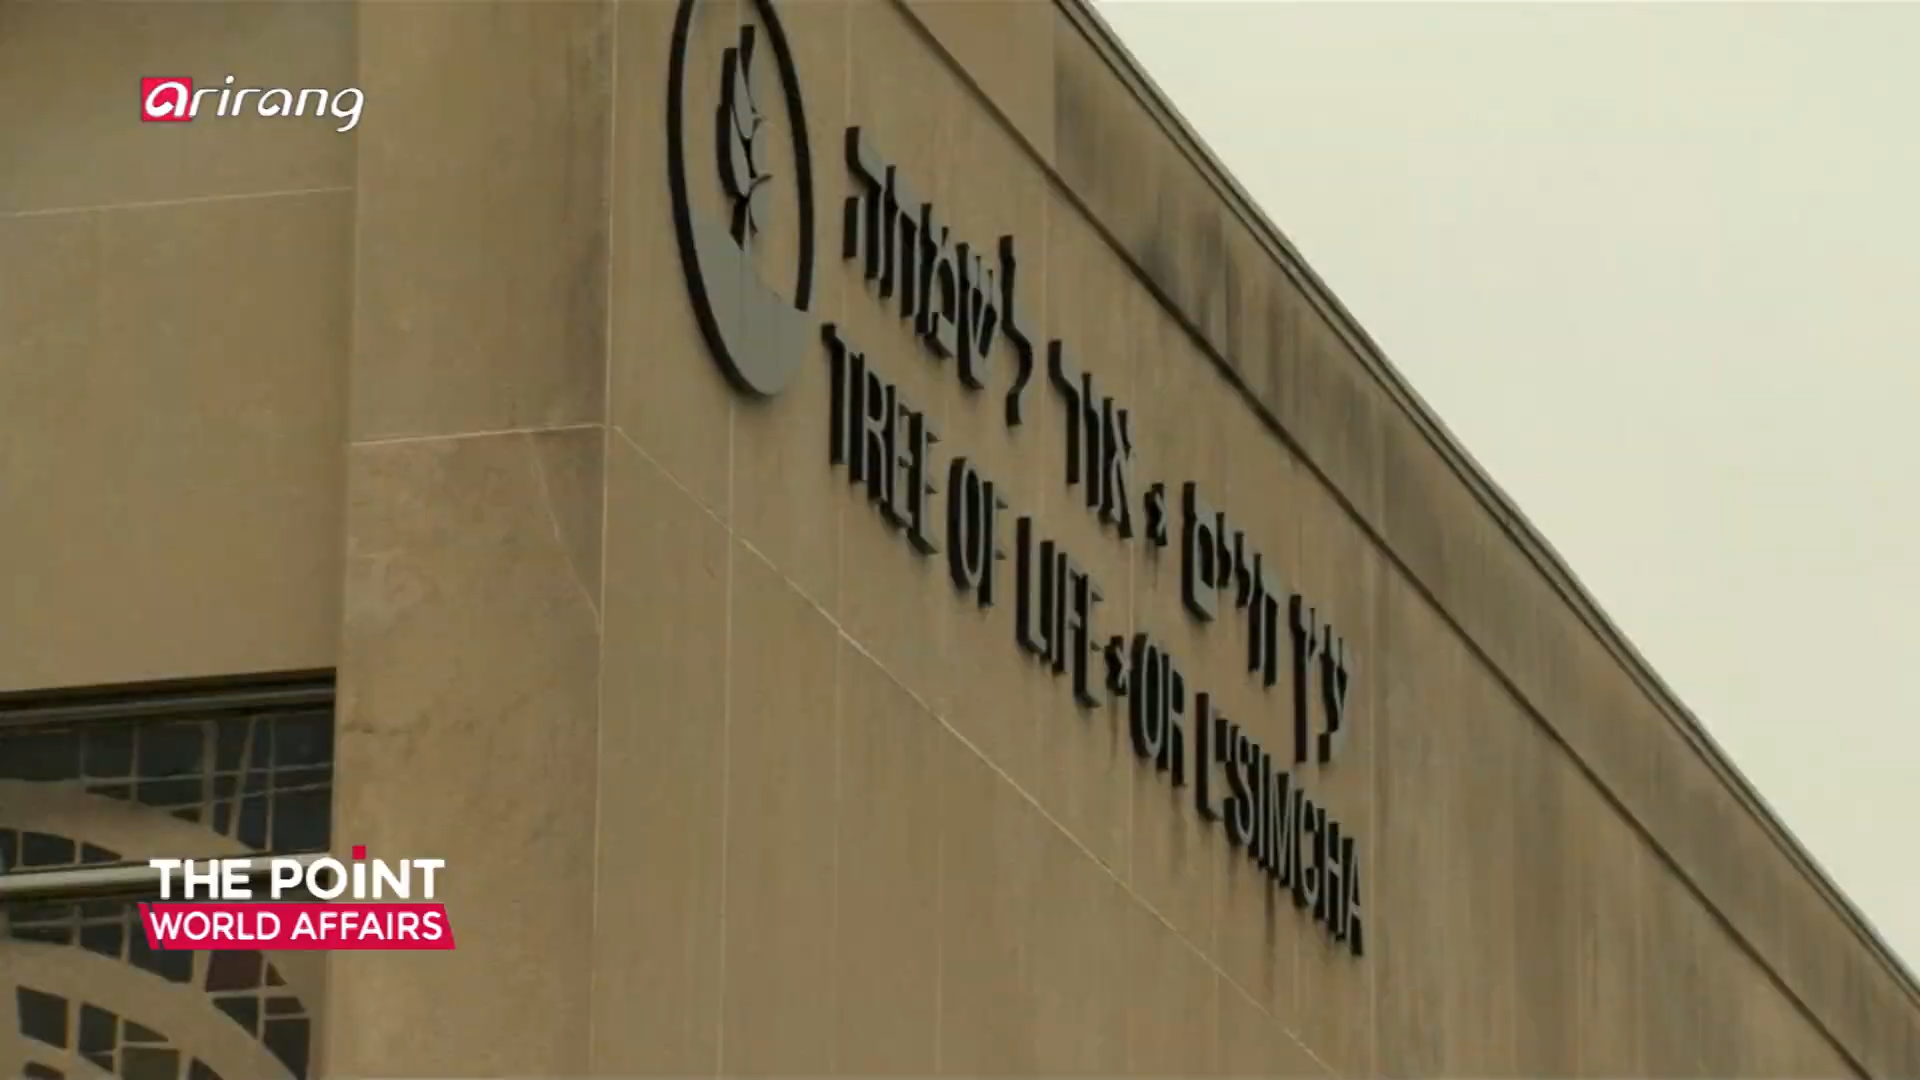 arirang
עץ חיים * אור לשמחה
TREE OF LIFE * OR L'SIMCHA
THE POINT
WORLD AFFAIRS